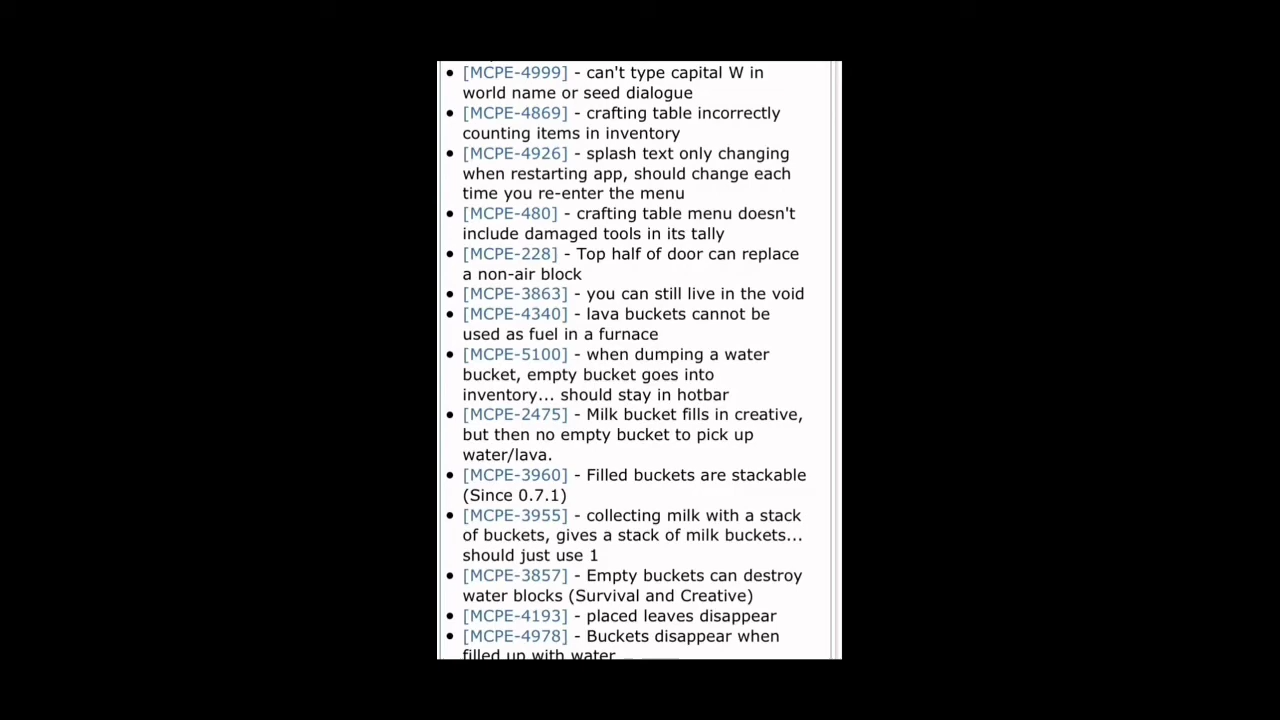 • [MCPE-4999] - can't type capital W in
world name or seed dialogue
• [MCPE-4869] - crafting table incorrectly
counting items in inventory
• [MCPE-4926] - splash text only changing
when restarting app, should change each
time you re-enter the menu
• [MCPE-480] - crafting table menu doesn't
include damaged tools in its tally
• [MCPE-228] - Top half of door can replace
a non-air block
• [MCPE-3863] - you can still live in the void
• [MCPE-4340] - lava buckets cannot be
used as fuel in a furnace
• [MCPE-5100] - when dumping a water
bucket, empty bucket goes into
inventory... should stay in hotbar
• [MCPE-2475] - Milk bucket fills in creative,
but then no empty bucket to pick up
water/lava.
• [MCPE-3960] - Filled buckets are stackable
(Since 0.7.1)
• [MCPE-3955] - collecting milk with a stack
of buckets, gives a stack of milk buckets...
should just use 1
• [MCPE-3857] - Empty buckets can destroy
water blocks (Survival and Creative)
• [MCPE-4193] - placed leaves disappear
• [MCPE-4978] - Buckets disappear when
filled up with water